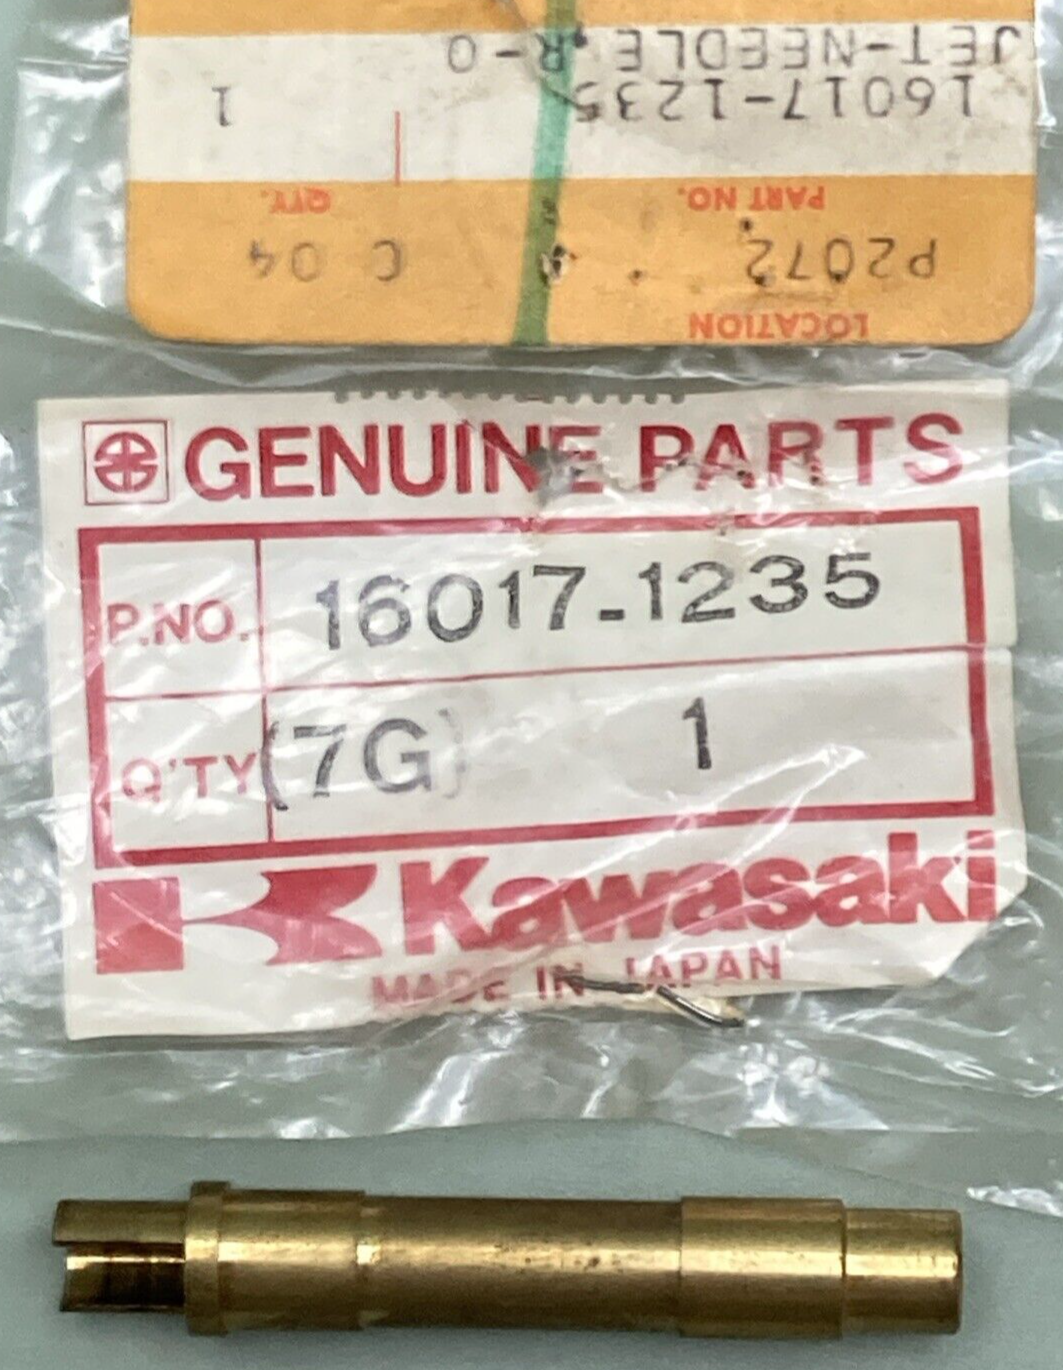 JET-NEEDLE,R-O
16017-1235 1
PART NO. QTY.
P2072 C 04
LOCATION
GENUINE PARTS
P.NO. 16017-1235
Q'TY (7G) 1
Kawasaki
MADE IN JAPAN